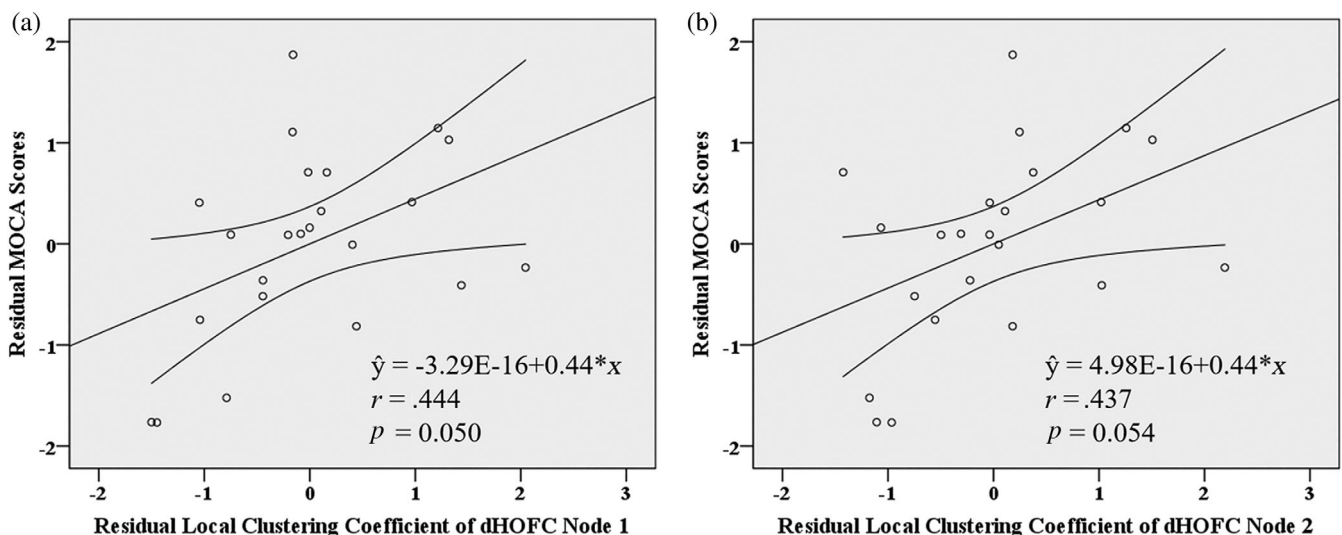 (a)
Residual MOCA Scores
2
1
0
-1
-2
ŷ = -3.29E-16+0.44*x
r = .444
p = 0.050
-2 -1 0 1 2 3
Residual Local Clustering Coefficient of dHOFC Node 1
(b)
Residual MOCA Scores
2
1
0
-1
-2
ŷ = 4.98E-16+0.44*x
r = .437
p = 0.054
-2 -1 0 1 2 3
Residual Local Clustering Coefficient of dHOFC Node 2